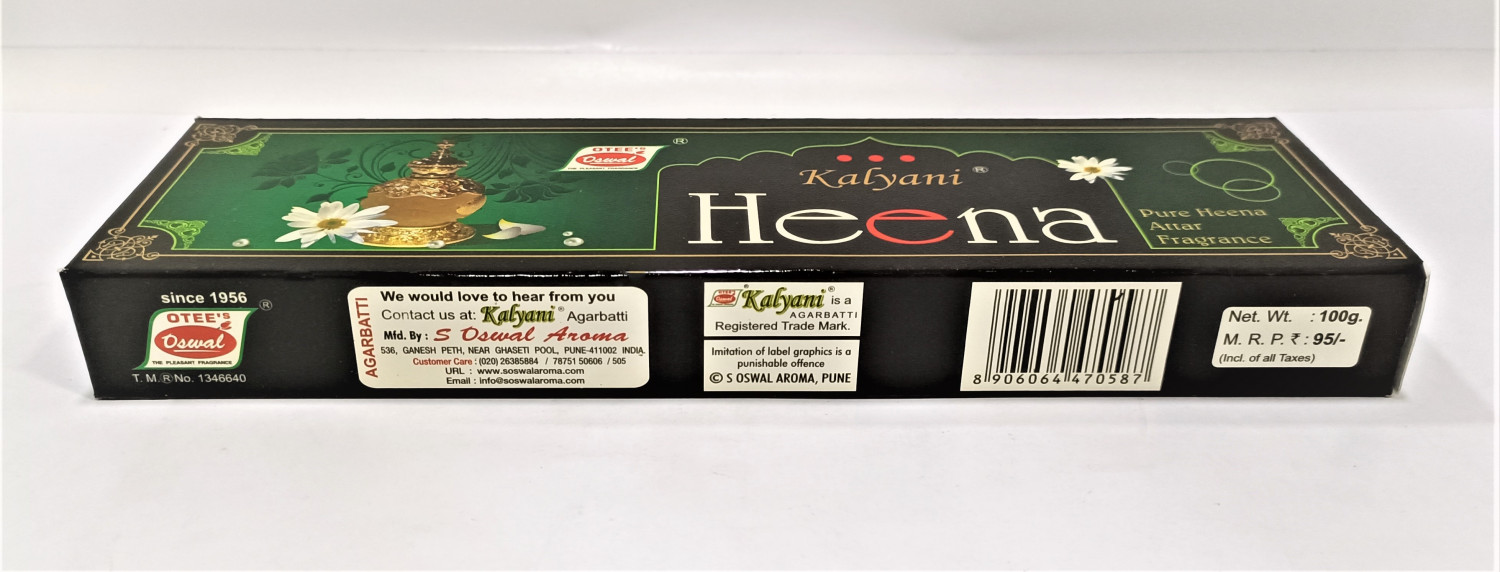 OTEE'S ®
Oswal
THE PLEASANT FRAGRANCE
Kalyani ®
Heena
Pure Heena
Attar
Fragrance
since 1956
®
OTEE'S
Oswal
THE PLEASANT FRAGRANCE
T. M.® No. 1346640
AGARBATTI
We would love to hear from you
Contact us at: Kalyani® Agarbatti
Mfd. By : S Oswal Aroma
536, GANESH PETH, NEAR GHASETI POOL, PUNE-411002 INDIA.
Customer Care : (020) 26385884 / 78751 50606 / 505
URL : www.soswalaroma.com
Email : info@soswalaroma.com
OTEE'S Oswal Kalyani® is a
AGARBATTI
Registered Trade Mark.
Imitation of label graphics is a
punishable offence
© S OSWAL AROMA, PUNE
8 906064 470587
Net. Wt. : 100g.
M. R. P. ₹ : 95/-
(Incl. of all Taxes)